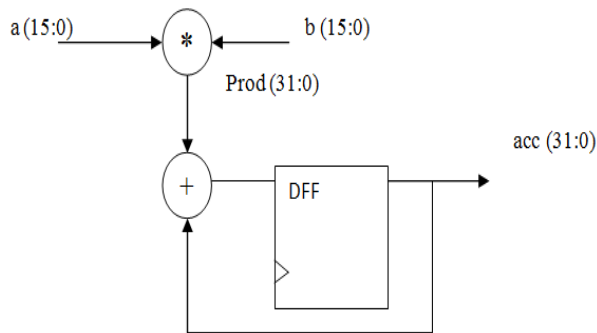 a (15:0)
*
b (15:0)
Prod (31:0)
acc (31:0)
+
DFF